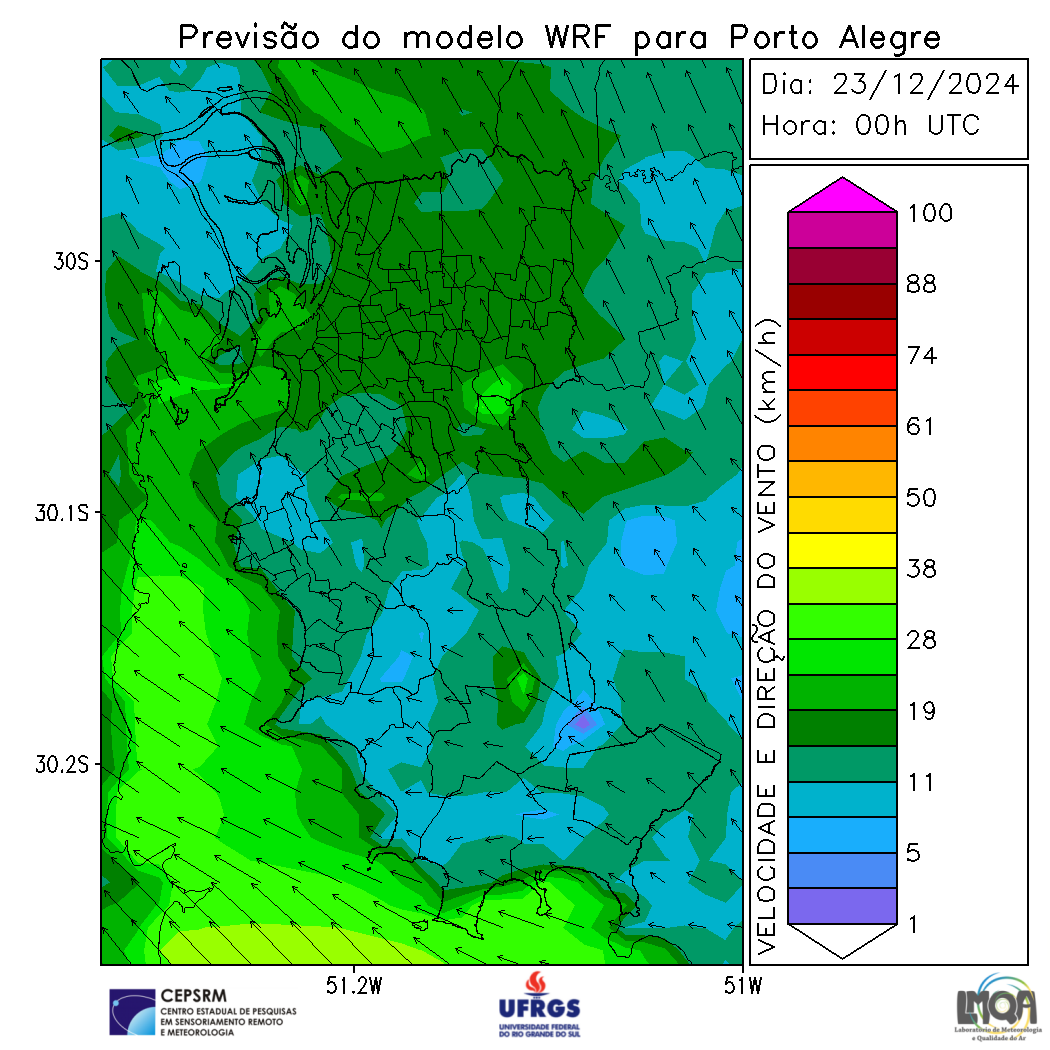 Previsão do modelo WRF para Porto Alegre
Dia: 23/12/2024
Hora: 00h UTC
30S
30.1S
30.2S
51.2W
51W
VELOCIDADE E DIREÇÃO DO VENTO (km/h)
100
88
74
61
50
38
28
19
11
5
1
CEPSRM
CENTRO ESTADUAL DE PESQUISAS
EM SENSORIAMENTO REMOTO
E METEOROLOGIA
UFRGS
UNIVERSIDADE FEDERAL
DO RIO GRANDE DO SUL
LMQA
Laboratório de Meteorologia
e Qualidade do Ar